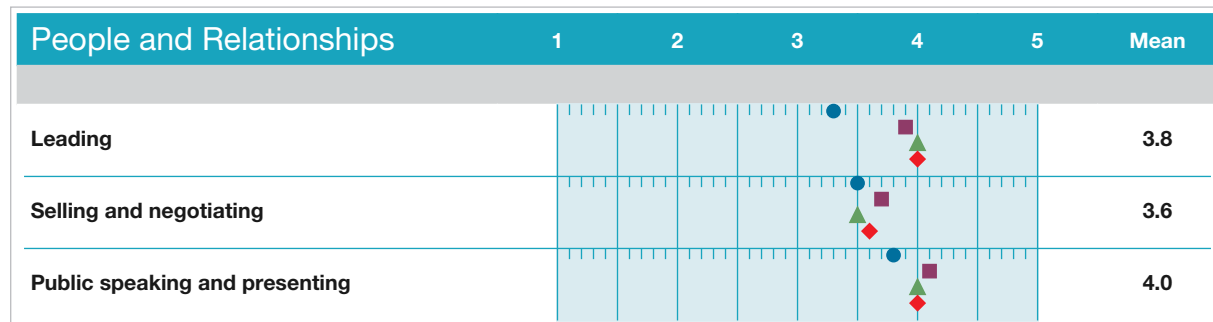 People and Relationships 1 2 3 4 5 Mean
Leading 3.8
Selling and negotiating 3.6
Public speaking and presenting 4.0